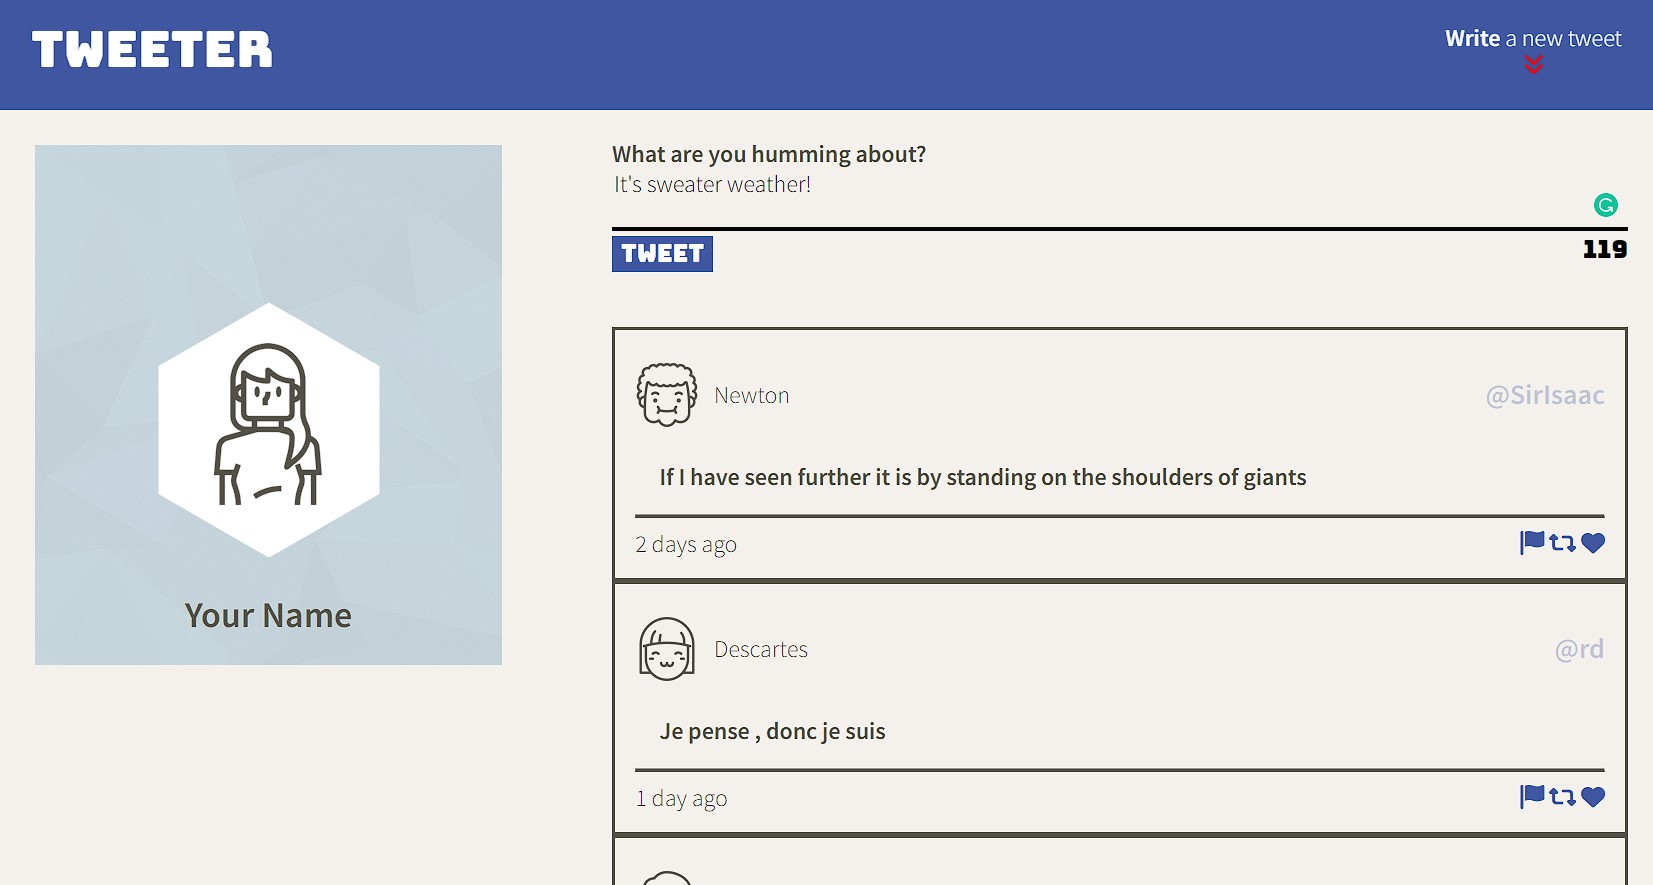 TWEETER
Write a new tweet
What are you humming about?
It's sweater weather!
TWEET
119
Your Name
Newton
@SirIsaac
If I have seen further it is by standing on the shoulders of giants
2 days ago
Descartes
@rd
Je pense , donc je suis
1 day ago